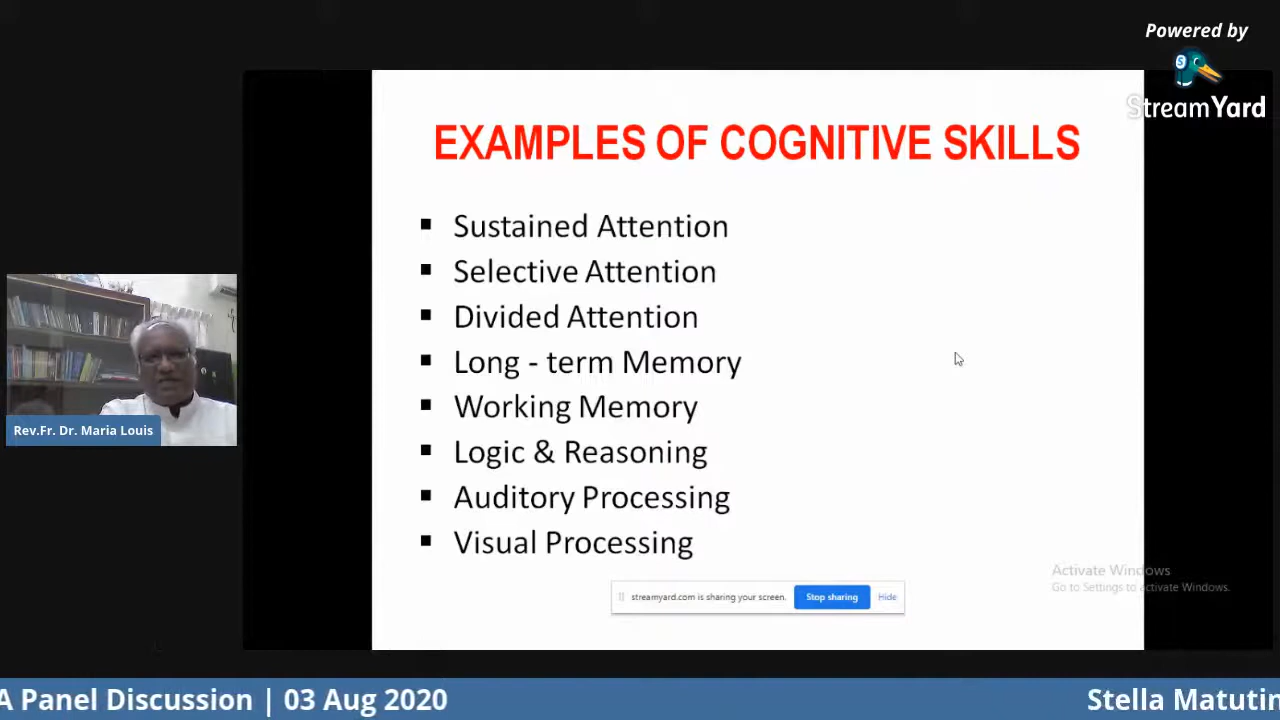 Powered by
StreamYard
EXAMPLES OF COGNITIVE SKILLS
Sustained Attention
Selective Attention
Divided Attention
Long - term Memory
Working Memory
Logic & Reasoning
Auditory Processing
Visual Processing
Rev.Fr. Dr. Maria Louis
streamyard.com is sharing your screen. Stop sharing Hide
Activate Windows
Go to Settings to activate Windows.
A Panel Discussion | 03 Aug 2020 Stella Matutin